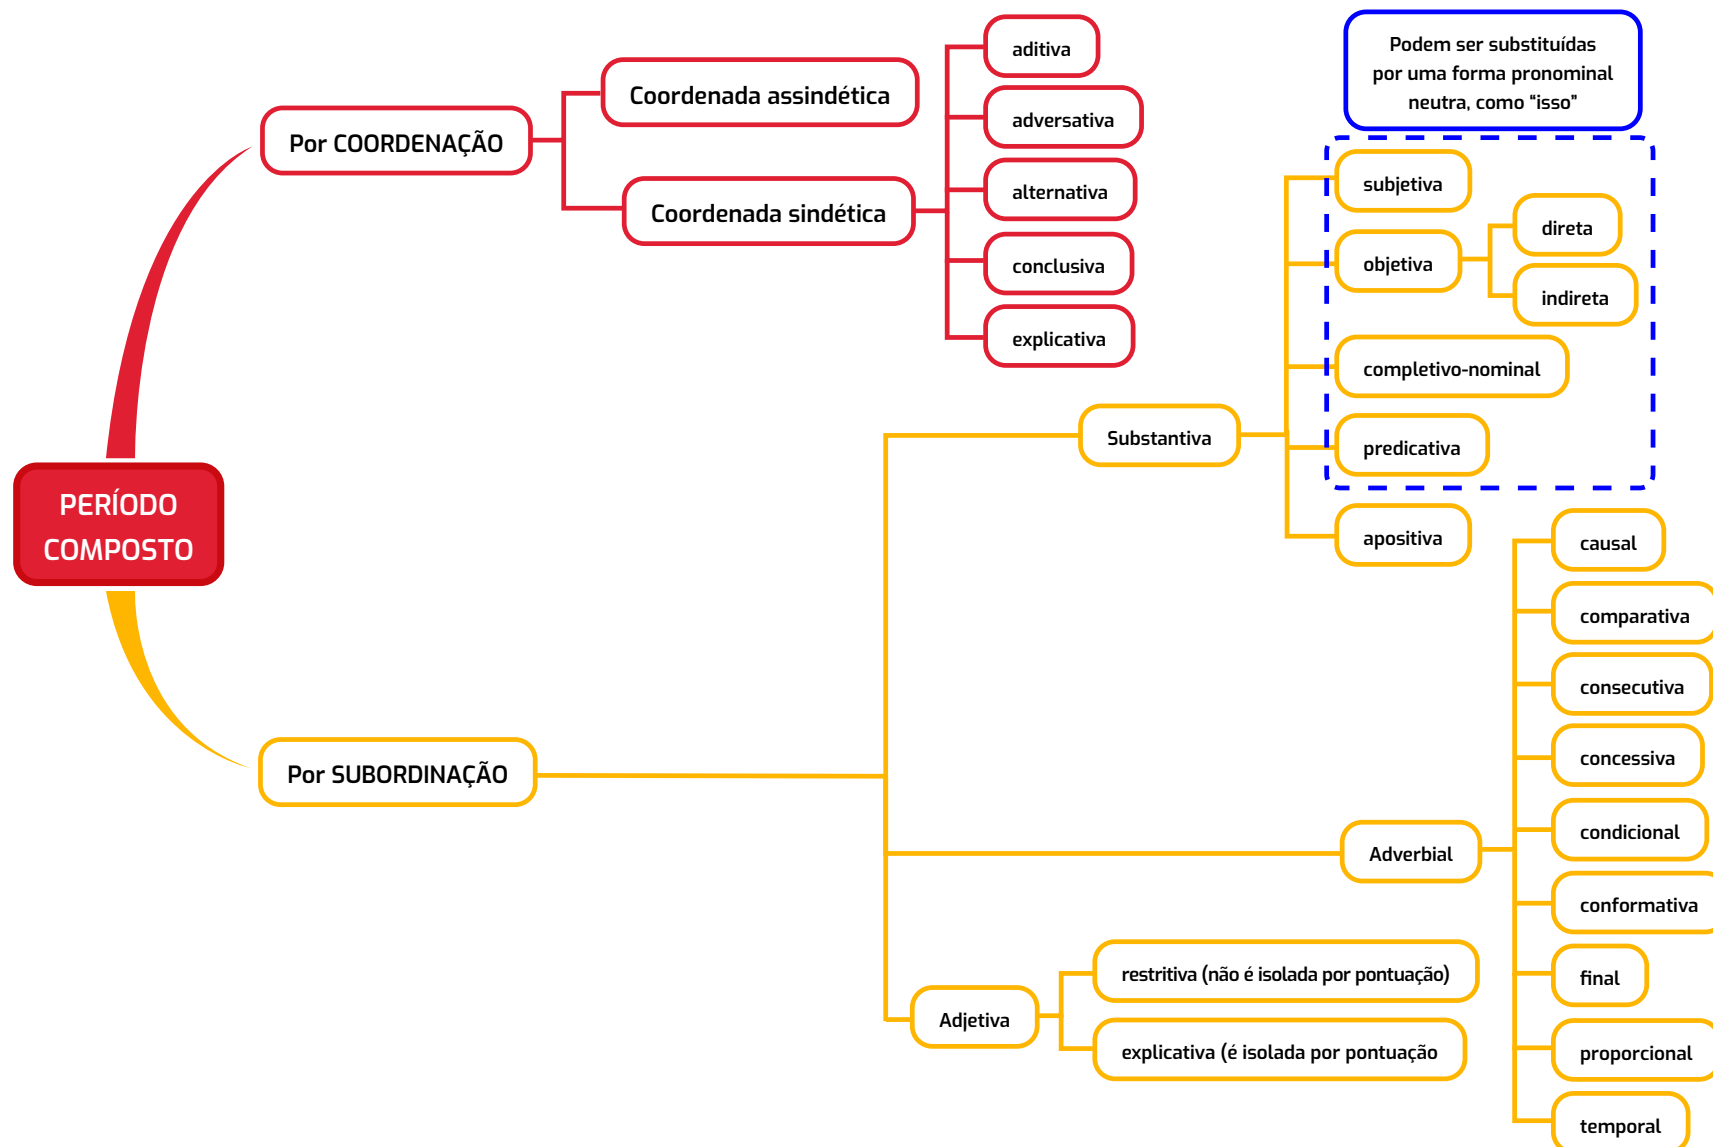 PERÍODO
COMPOSTO
Por COORDENAÇÃO
Coordenada assindética
Coordenada sindética
aditiva
adversativa
alternativa
conclusiva
explicativa
Por SUBORDINAÇÃO
Substantiva
Podem ser substituídas
por uma forma pronominal
neutra, como “isso”
subjetiva
objetiva
direta
indireta
completivo-nominal
predicativa
apositiva
Adverbial
causal
comparativa
consecutiva
concessiva
condicional
conformativa
final
proporcional
temporal
Adjetiva
restritiva (não é isolada por pontuação)
explicativa (é isolada por pontuação